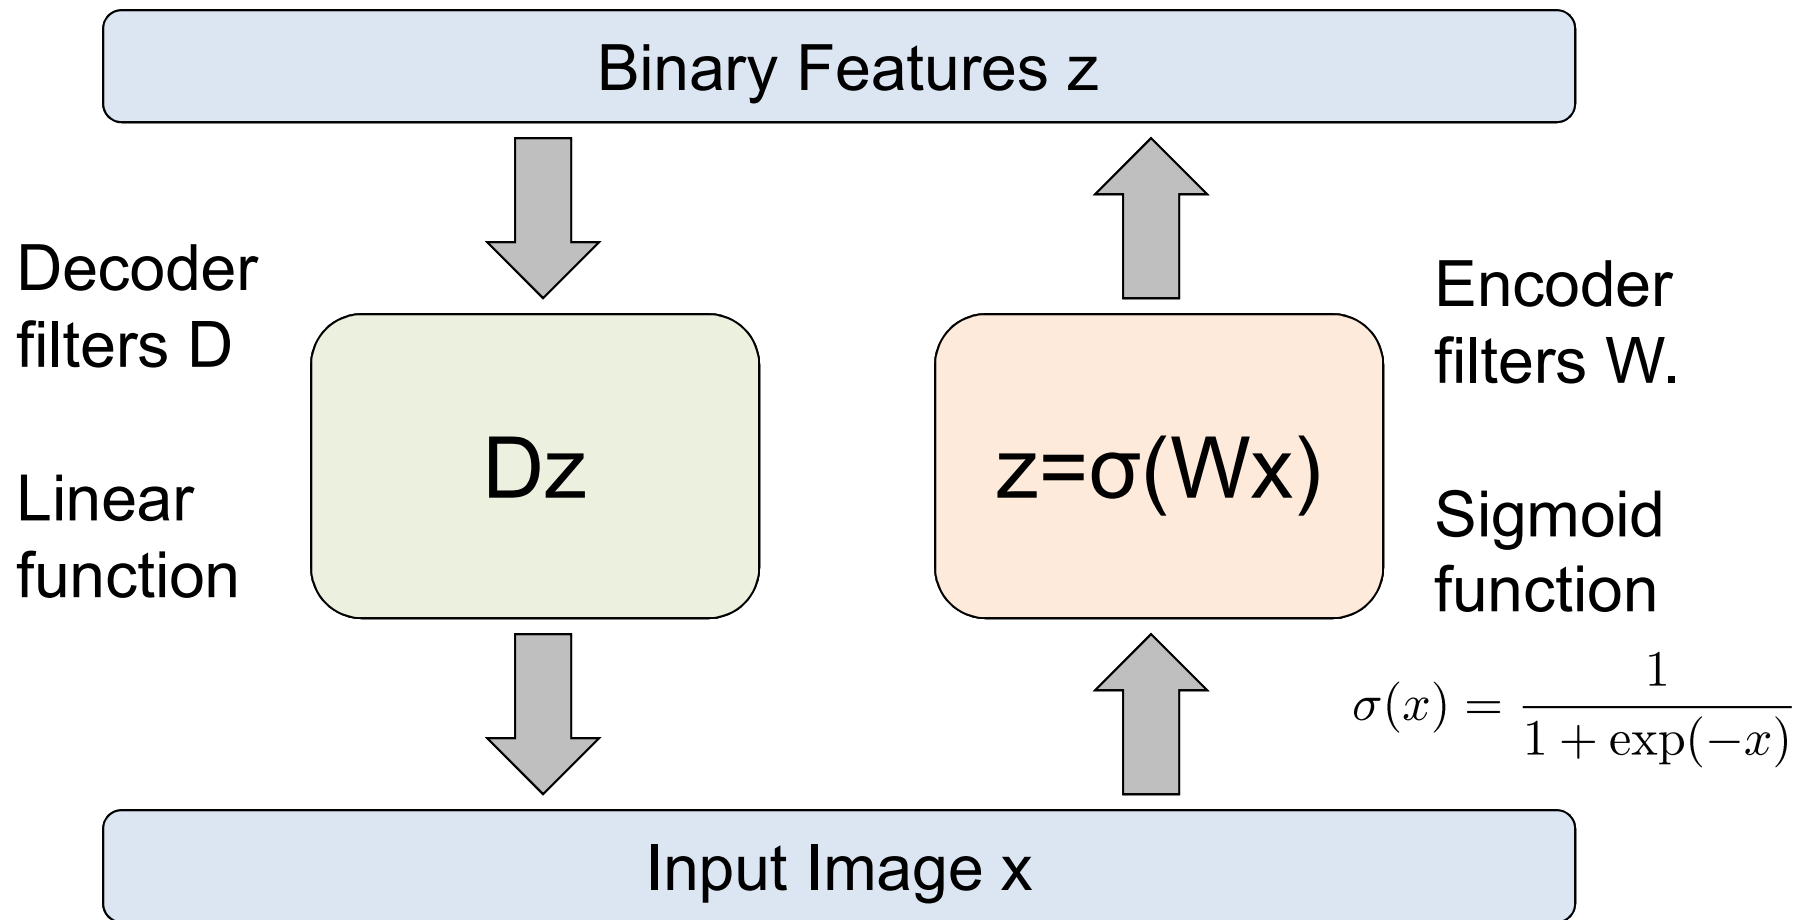 Binary Features z
Decoder
filters D
Linear
function
Dz
z=σ(Wx)
Encoder
filters W.
Sigmoid
function
σ(x) = 1 / (1 + exp(−x))
Input Image x